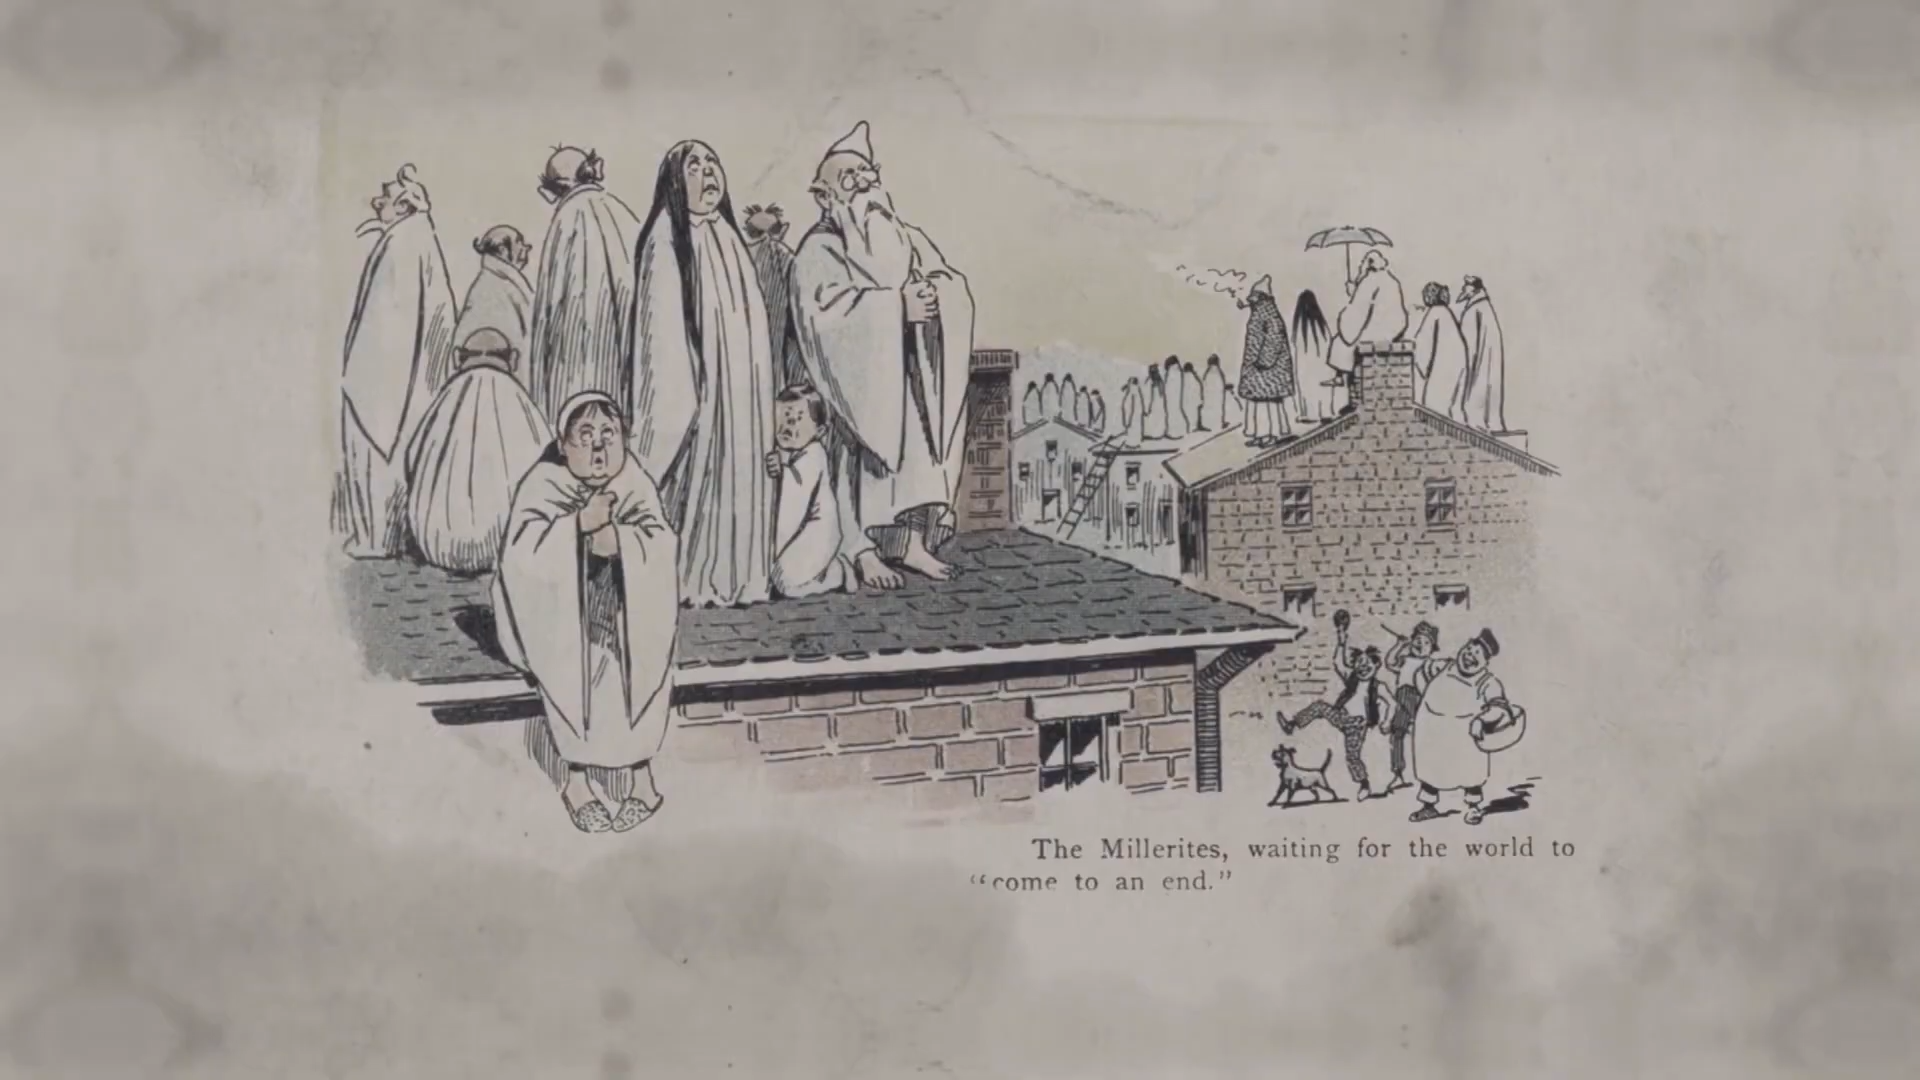 The Millerites, waiting for the world to
“come to an end.”